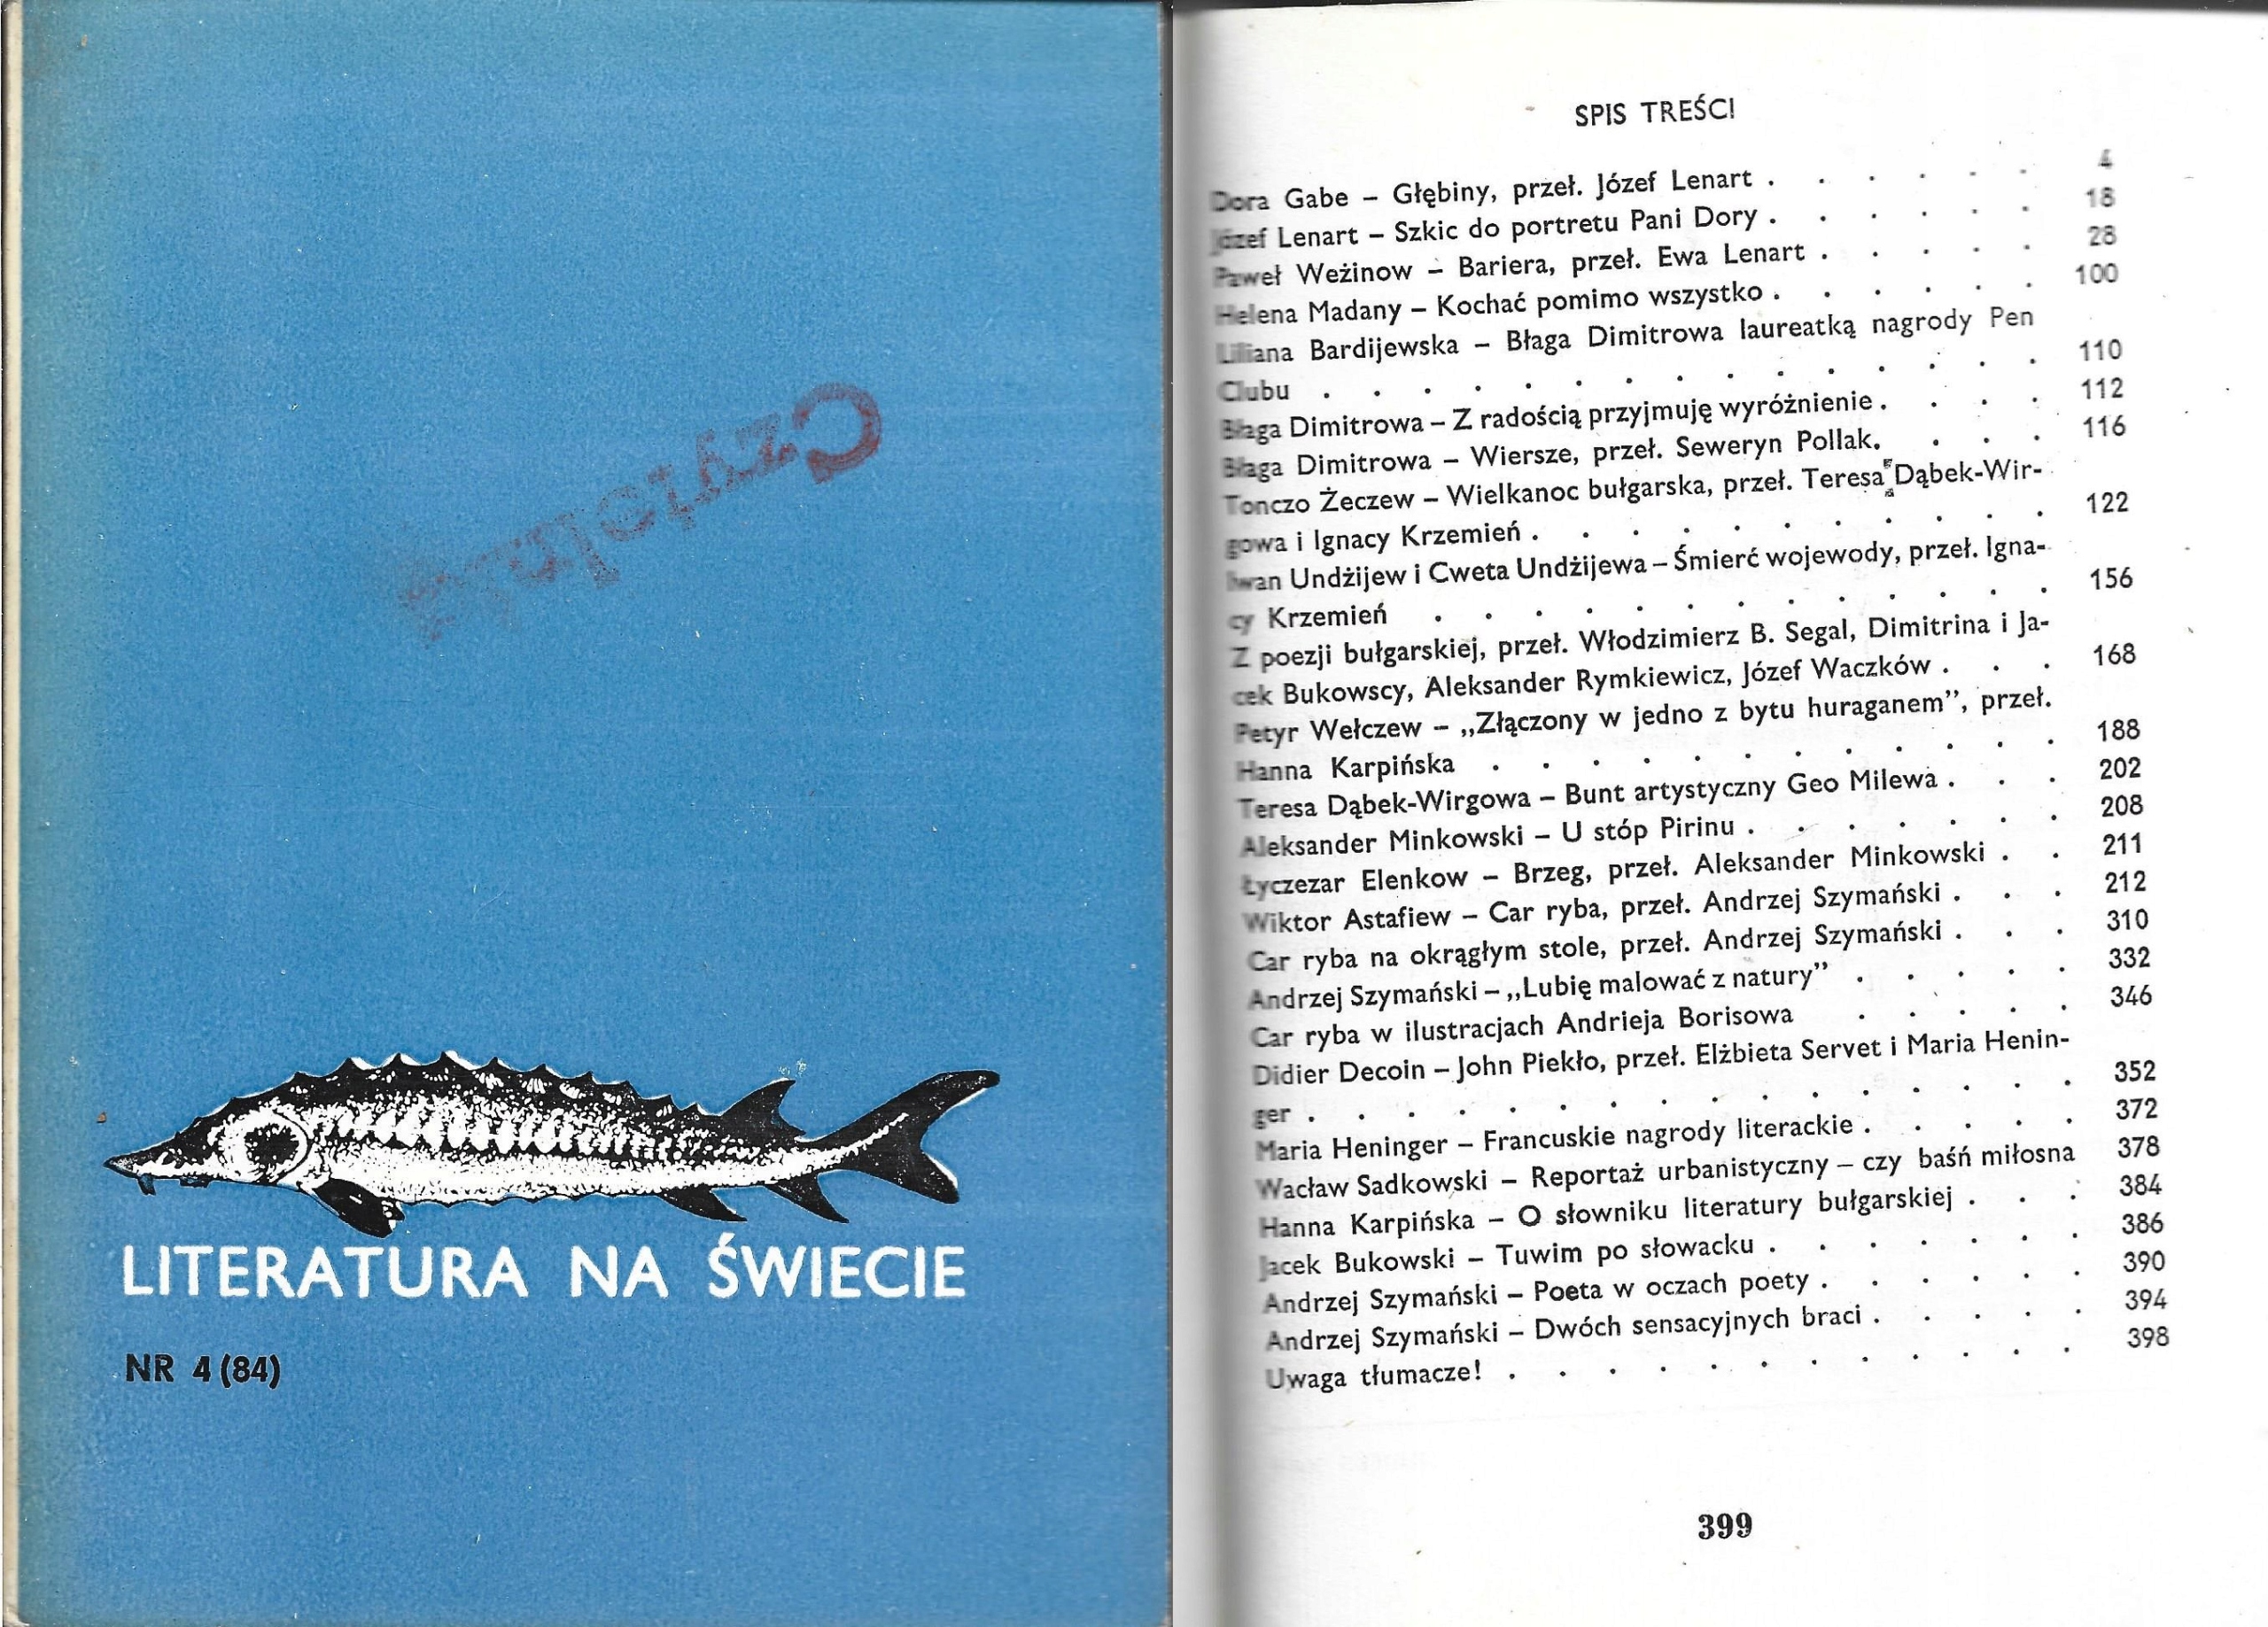 Czytelnia
LITERATURA NA ŚWIECIE
NR 4 (84)
SPIS TREŚCI
Dora Gabe – Głębiny, przeł. Józef Lenart . . . . . . 4
Józef Lenart – Szkic do portretu Pani Dory . . . . . . 18
Paweł Weżinow – Bariera, przeł. Ewa Lenart . . . . . 28
Helena Madany – Kochać pomimo wszystko . . . . . . 100
Liliana Bardijewska – Błaga Dimitrowa laureatką nagrody Pen
Clubu . . . . . . . . . . . . . . . 110
Błaga Dimitrowa – Z radością przyjmuję wyróżnienie . . . . 112
Błaga Dimitrowa – Wiersze, przeł. Seweryn Pollak. . . . 116
Tonczo Żeczew – Wielkanoc bułgarska, przeł. Teresa Dąbek-Wir-
gowa i Ignacy Krzemień . . . . . . . . . . . 122
Iwan Undżijew i Cweta Undżijewa – Śmierć wojewody, przeł. Igna-
cy Krzemień . . . . . . . . . . . . . 156
Z poezji bułgarskiej, przeł. Włodzimierz B. Segal, Dimitrina i Ja-
cek Bukowscy, Aleksander Rymkiewicz, Józef Waczków . . . 168
Petyr Wełczew – „Złączony w jedno z bytu huraganem”, przeł.
Hanna Karpińska . . . . . . . . . . . . 188
Teresa Dąbek-Wirgowa – Bunt artystyczny Geo Milewa . . . 202
Aleksander Minkowski – U stóp Pirinu . . . . . . . 208
Łyczezar Elenkow – Brzeg, przeł. Aleksander Minkowski . . 211
Wiktor Astafiew – Car ryba, przeł. Andrzej Szymański . . . 212
Car ryba na okrągłym stole, przeł. Andrzej Szymański . . . 310
Andrzej Szymański – „Lubię malować z natury” . . . . . 332
Car ryba w ilustracjach Andrieja Borisowa . . . . . 346
Didier Decoin – John Piekło, przeł. Elżbieta Servet i Maria Henin-
ger . . . . . . . . . . . . . . . . 352
Maria Heninger – Francuskie nagrody literackie . . . . . 372
Wacław Sadkowski – Reportaż urbanistyczny – czy baśń miłosna 378
Hanna Karpińska – O słowniku literatury bułgarskiej . . . 384
Jacek Bukowski – Tuwim po słowacku . . . . . . . 386
Andrzej Szymański – Poeta w oczach poety . . . . . . 390
Andrzej Szymański – Dwóch sensacyjnych braci . . . . . 394
Uwaga tłumacze! . . . . . . . . . . . . 398
399